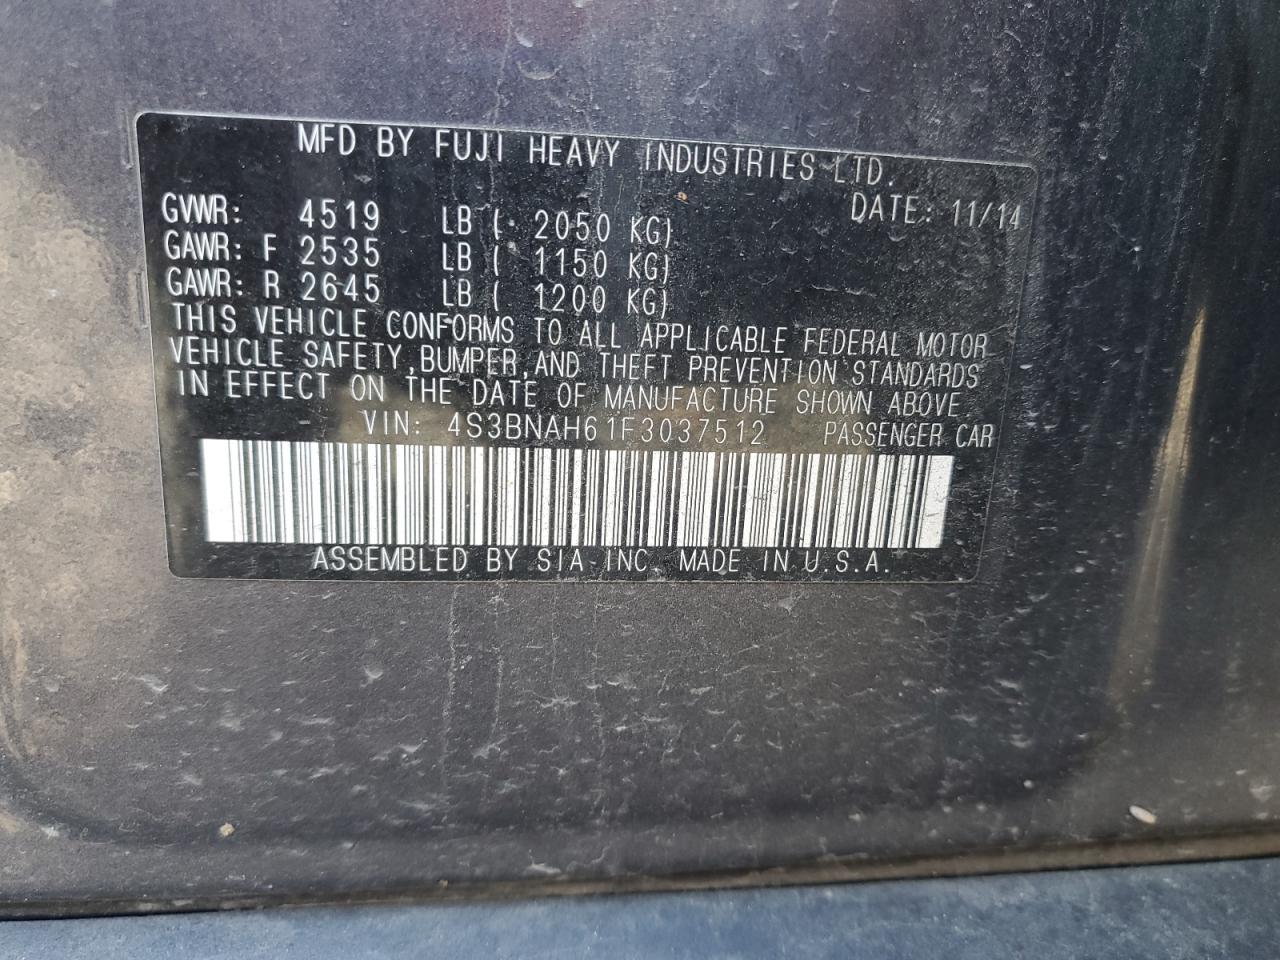 MFD BY FUJI HEAVY INDUSTRIES LTD.
DATE: 11/14
GVWR: 4519 LB ( 2050 KG)
GAWR: F 2535 LB ( 1150 KG)
GAWR: R 2645 LB ( 1200 KG)
THIS VEHICLE CONFORMS TO ALL APPLICABLE FEDERAL MOTOR
VEHICLE SAFETY, BUMPER, AND THEFT PREVENTION STANDARDS
IN EFFECT ON THE DATE OF MANUFACTURE SHOWN ABOVE
VIN: 4S3BNAH61F3037512 PASSENGER CAR
ASSEMBLED BY SIA INC. MADE IN U.S.A.